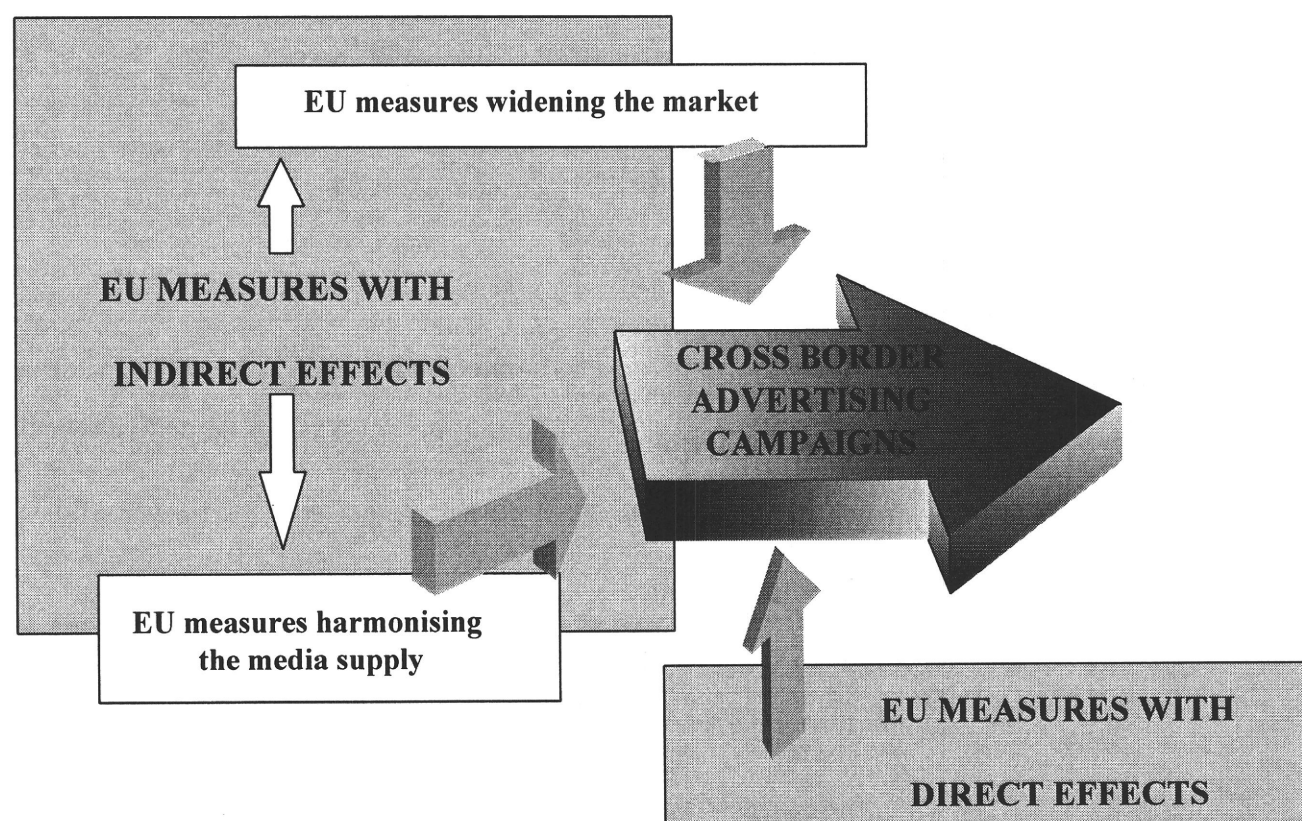 EU measures widening the market
EU MEASURES WITH
INDIRECT EFFECTS
CROSS BORDER
ADVERTISING
CAMPAIGNS
EU measures harmonising
the media supply
EU MEASURES WITH
DIRECT EFFECTS